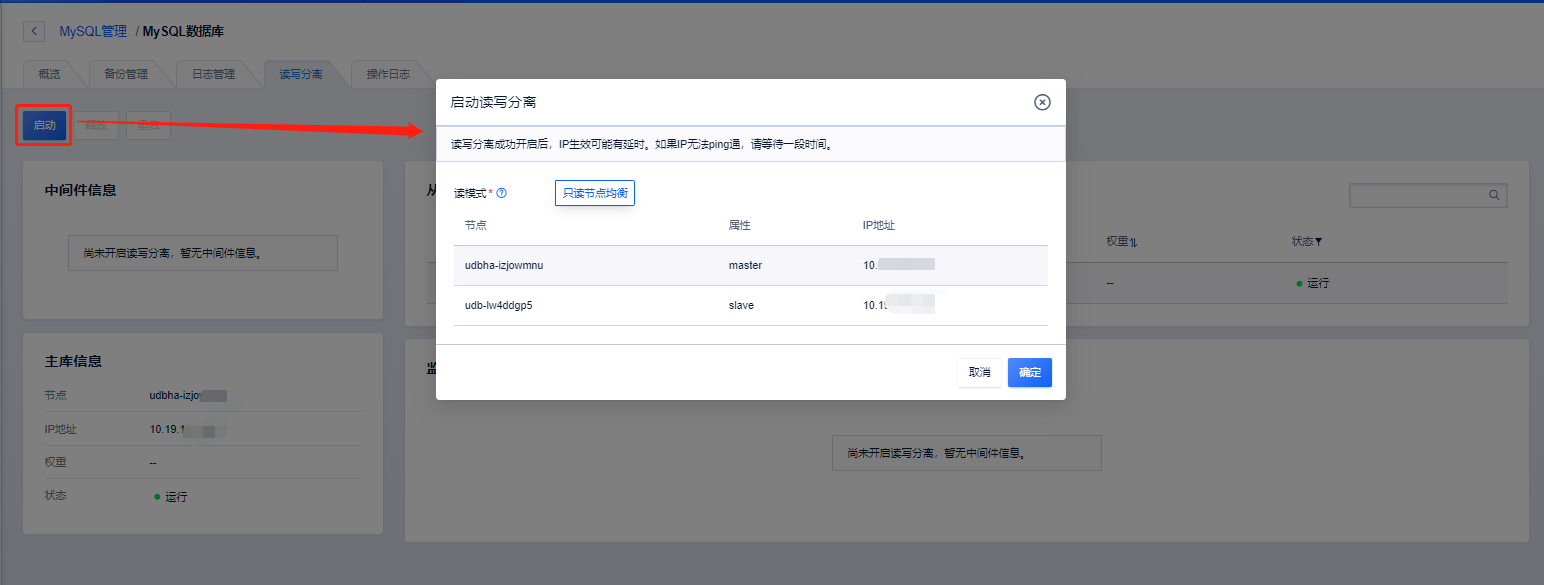 MySQL管理 / MySQL数据库
概览 备份管理 日志管理 读写分离 操作日志
启动 释放 重启
启动读写分离
读写分离成功开启后，IP生效可能有延时。如果IP无法ping通，请等待一段时间。
读模式* 只读节点均衡
节点 属性 IP地址
udbha-izjowmnu master 10.
udb-lw4ddgp5 slave 10.19
取消 确定
中间件信息
尚未开启读写分离，暂无中间件信息。
从
权重 状态
-- 运行
主库信息
节点 udbha-izjo
IP地址 10.19.1
权重 --
状态 运行
尚未开启读写分离，暂无中间件信息。